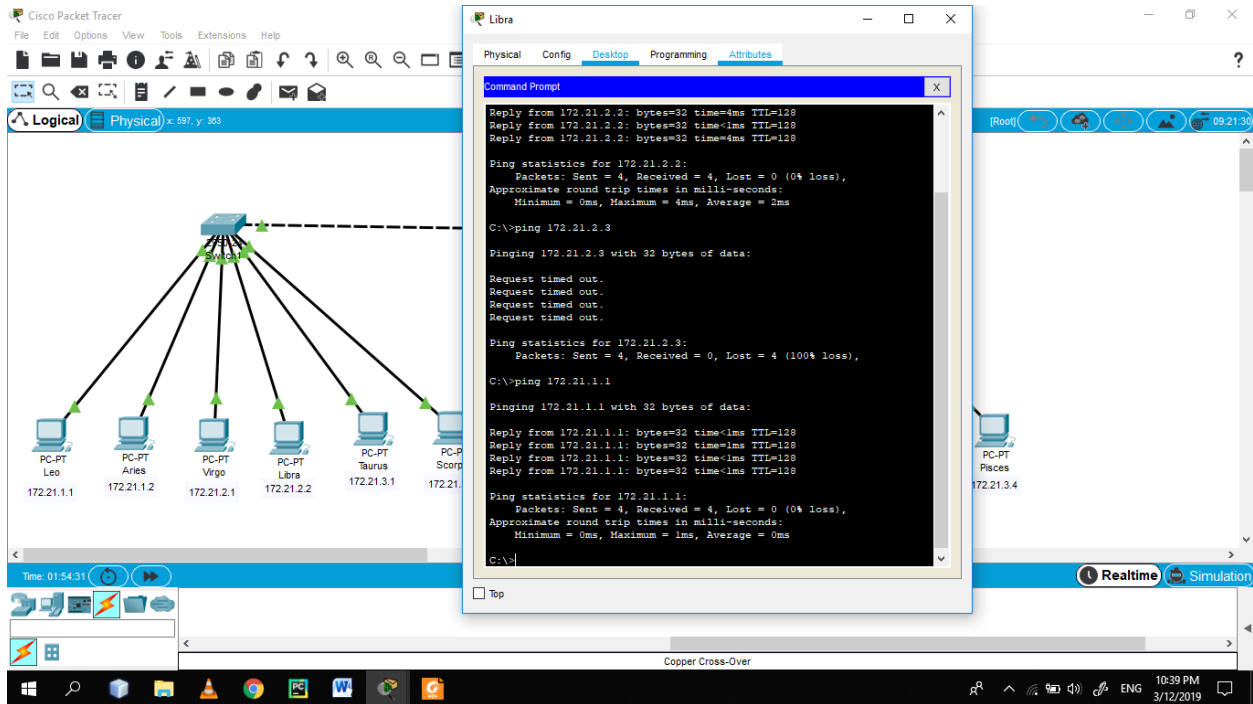 Cisco Packet Tracer
File Edit Options View Tools Extensions Help
Logical
Physical
x: 597, y: 363
[Root]
09:21:30
Switch1
PC-PT
Leo
172.21.1.1
PC-PT
Aries
172.21.1.2
PC-PT
Virgo
172.21.2.1
PC-PT
Libra
172.21.2.2
PC-PT
Taurus
172.21.3.1
PC-P
Scorp
172.21.
PC-PT
Pisces
172.21.3.4
Libra
Physical Config Desktop Programming Attributes
Command Prompt
X
Reply from 172.21.2.2: bytes=32 time=4ms TTL=128
Reply from 172.21.2.2: bytes=32 time<1ms TTL=128
Reply from 172.21.2.2: bytes=32 time=4ms TTL=128
Ping statistics for 172.21.2.2:
Packets: Sent = 4, Received = 4, Lost = 0 (0% loss),
Approximate round trip times in milli-seconds:
Minimum = 0ms, Maximum = 4ms, Average = 2ms
C:\>ping 172.21.2.3
Pinging 172.21.2.3 with 32 bytes of data:
Request timed out.
Request timed out.
Request timed out.
Request timed out.
Ping statistics for 172.21.2.3:
Packets: Sent = 4, Received = 0, Lost = 4 (100% loss),
C:\>ping 172.21.1.1
Pinging 172.21.1.1 with 32 bytes of data:
Reply from 172.21.1.1: bytes=32 time<1ms TTL=128
Reply from 172.21.1.1: bytes=32 time=1ms TTL=128
Reply from 172.21.1.1: bytes=32 time<1ms TTL=128
Reply from 172.21.1.1: bytes=32 time<1ms TTL=128
Ping statistics for 172.21.1.1:
Packets: Sent = 4, Received = 4, Lost = 0 (0% loss),
Approximate round trip times in milli-seconds:
Minimum = 0ms, Maximum = 1ms, Average = 0ms
C:\>
Top
Time: 01:54:31
Realtime
Simulation
Copper Cross-Over
ENG
10:39 PM
3/12/2019